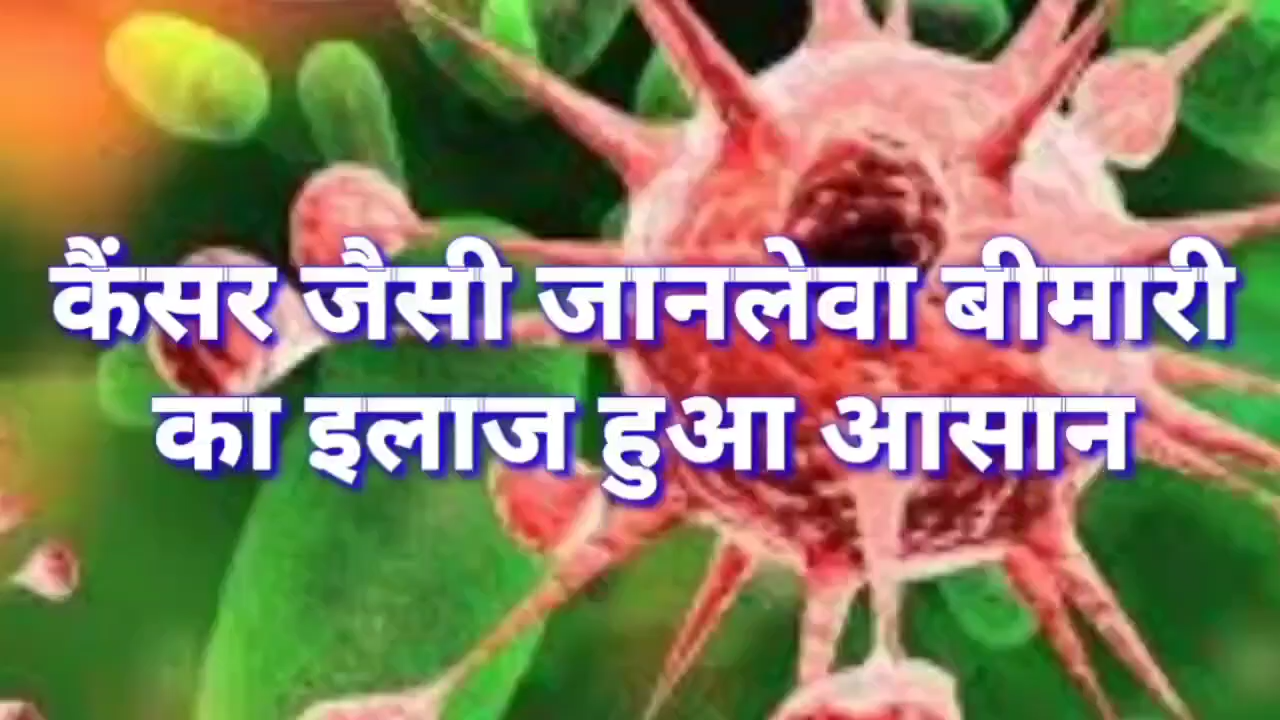 कैंसर जैसी जानलेवा बीमारी
का इलाज हुआ आसान